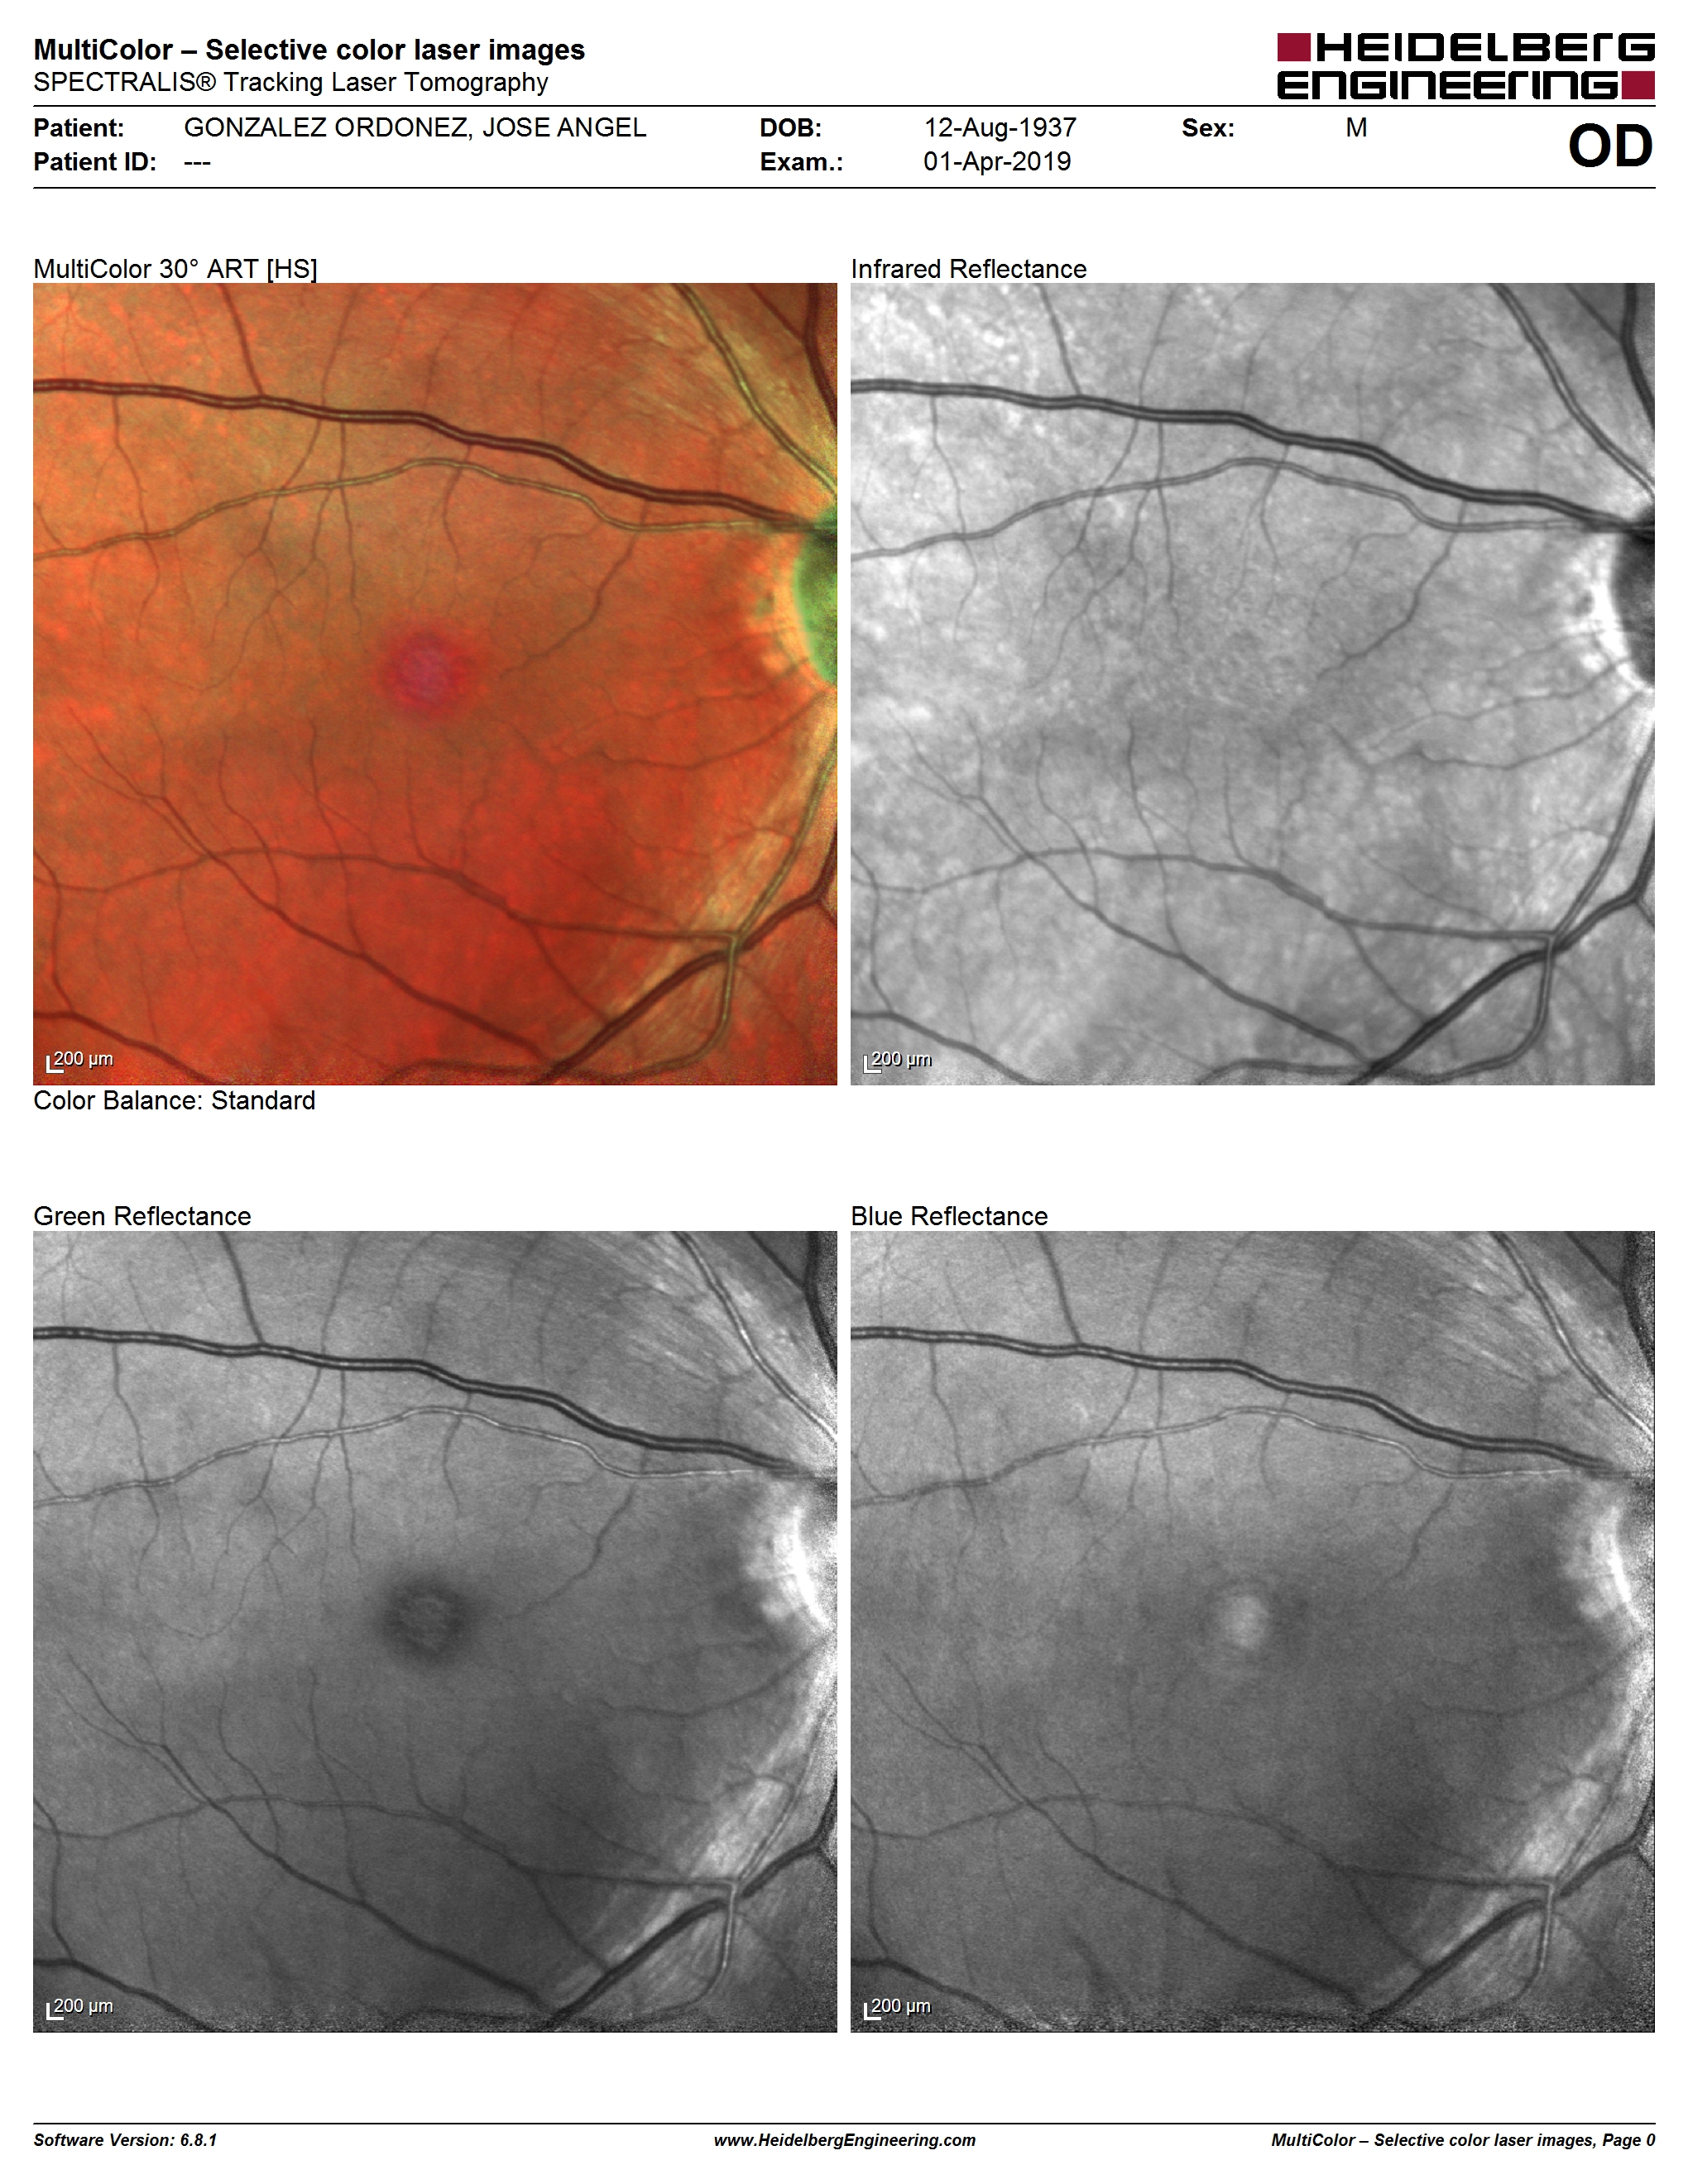 MultiColor – Selective color laser images
SPECTRALIS® Tracking Laser Tomography
HEIDELBERG
ENGINEERING
Patient: GONZALEZ ORDONEZ, JOSE ANGEL DOB: 12-Aug-1937 Sex: M
Patient ID: --- Exam.: 01-Apr-2019
OD
MultiColor 30° ART [HS]
Infrared Reflectance
200 µm
200 µm
Color Balance: Standard
Green Reflectance
Blue Reflectance
200 µm
200 µm
Software Version: 6.8.1
www.HeidelbergEngineering.com
MultiColor – Selective color laser images, Page 0